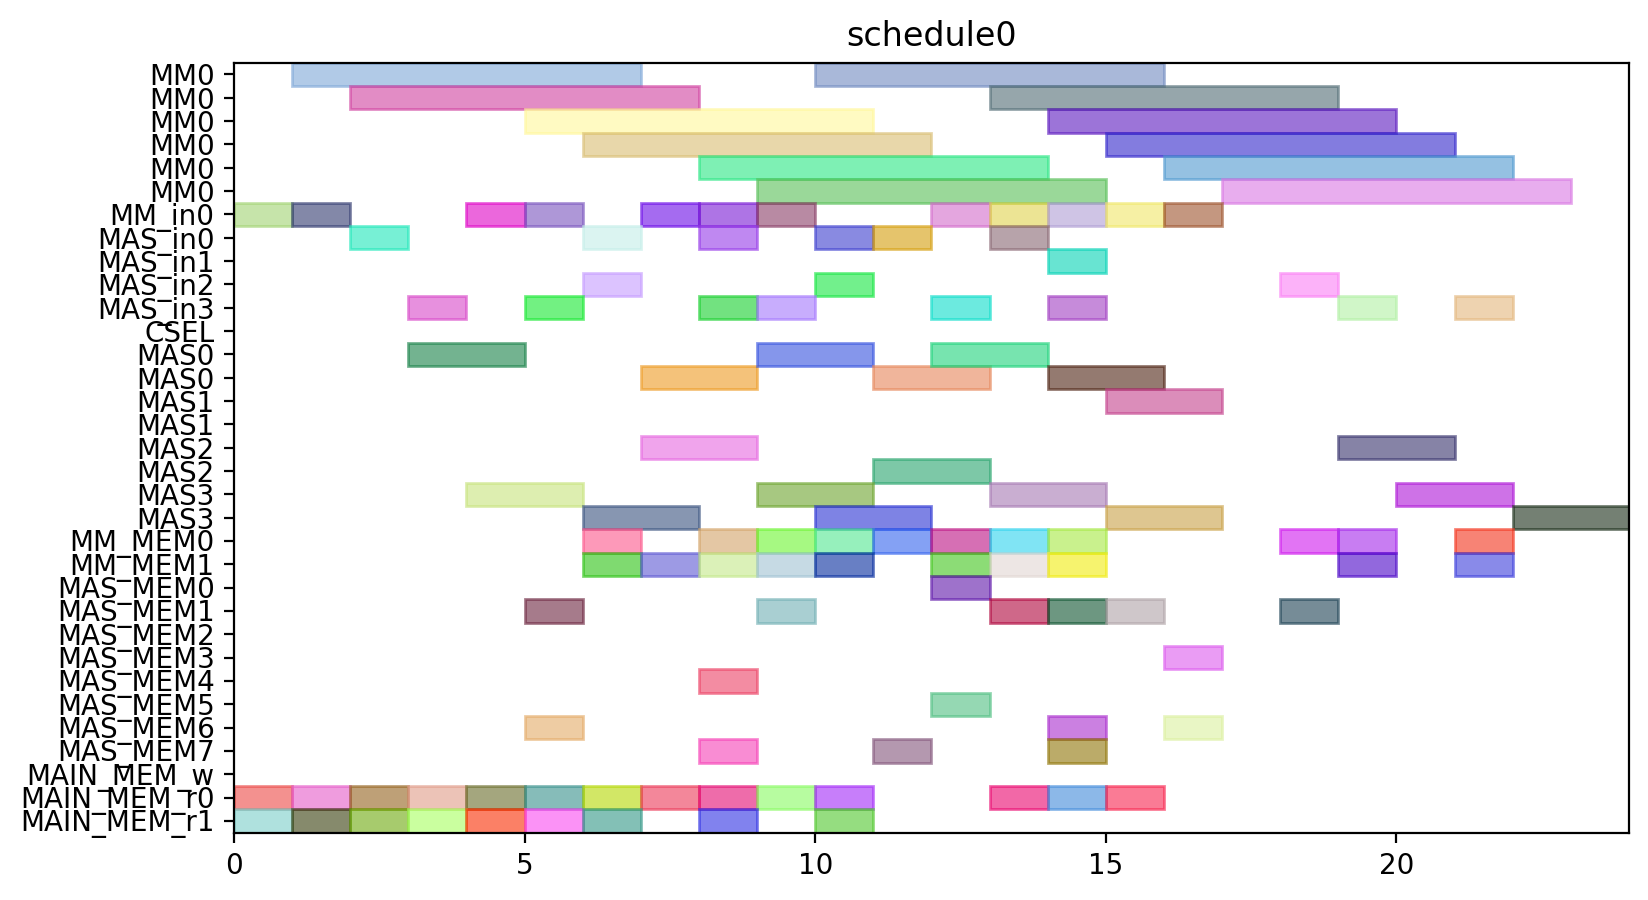 schedule0
MM0
MM0
MM0
MM0
MM0
MM0
MM_in0
MAS_in0
MAS_in1
MAS_in2
MAS_in3
CSEL
MAS0
MAS0
MAS1
MAS1
MAS2
MAS2
MAS3
MAS3
MM_MEM0
MM_MEM1
MAS_MEM0
MAS_MEM1
MAS_MEM2
MAS_MEM3
MAS_MEM4
MAS_MEM5
MAS_MEM6
MAS_MEM7
MAIN_MEM_w
MAIN_MEM_r0
MAIN_MEM_r1
0 5 10 15 20